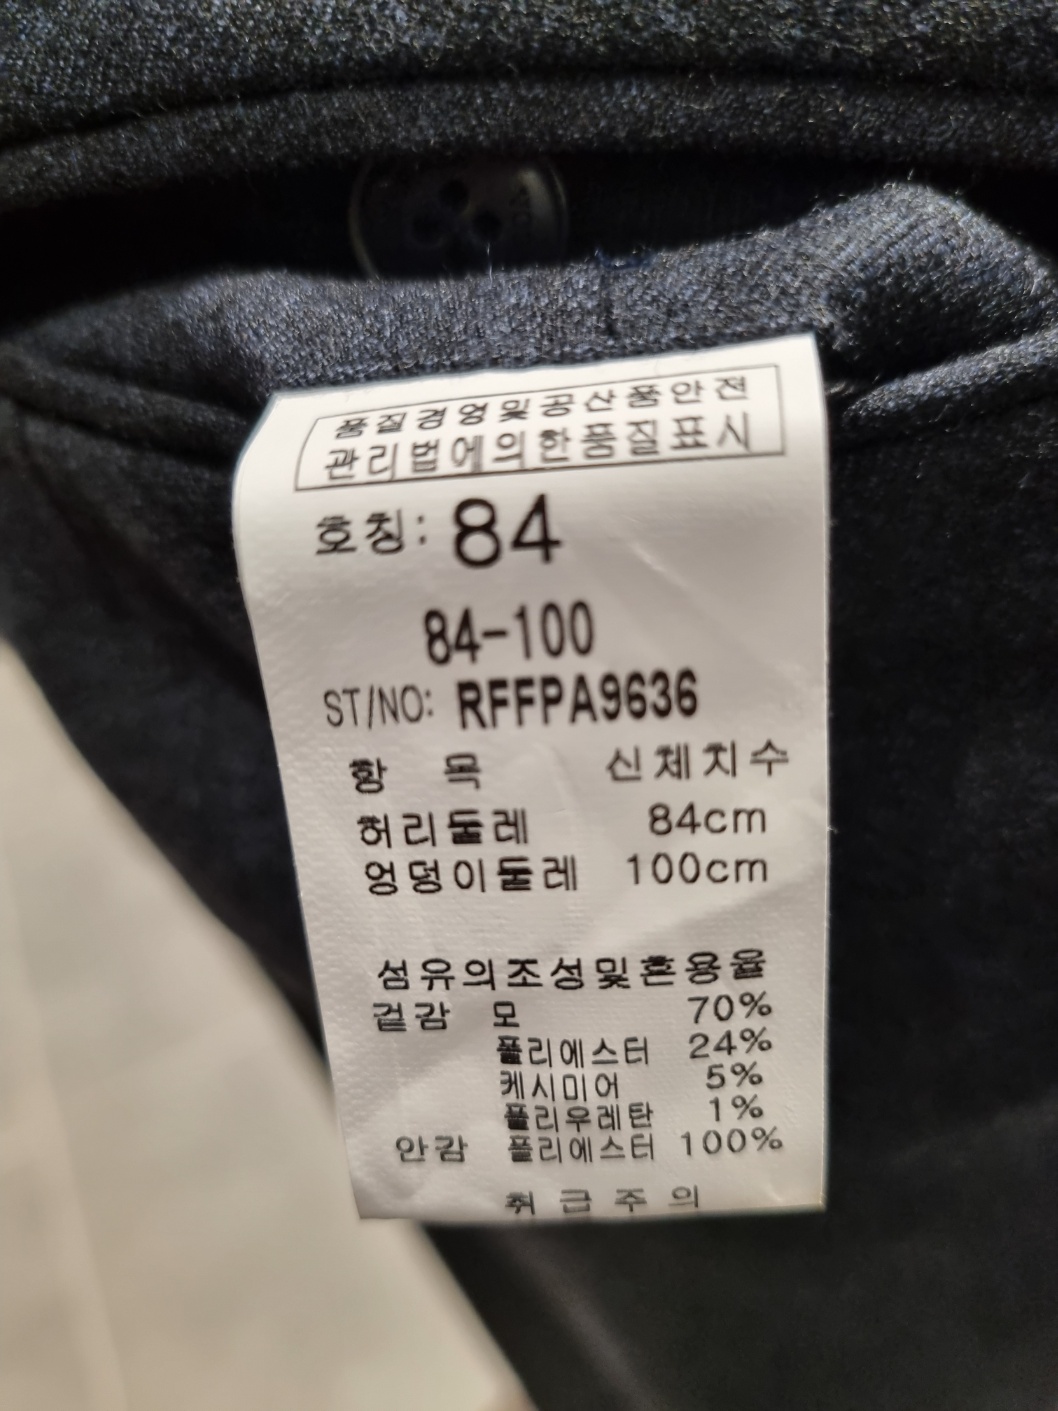 품질경영및공산품안전
관리법에의한품질표시
호칭: 84
84-100
ST/NO: RFFPA9636
항 목 신체치수
허리둘레 84cm
엉덩이둘레 100cm
섬유의조성및혼용율
겉감 모 70%
폴리에스터 24%
케시미어 5%
폴리우레탄 1%
안감 폴리에스터 100%
취급주의